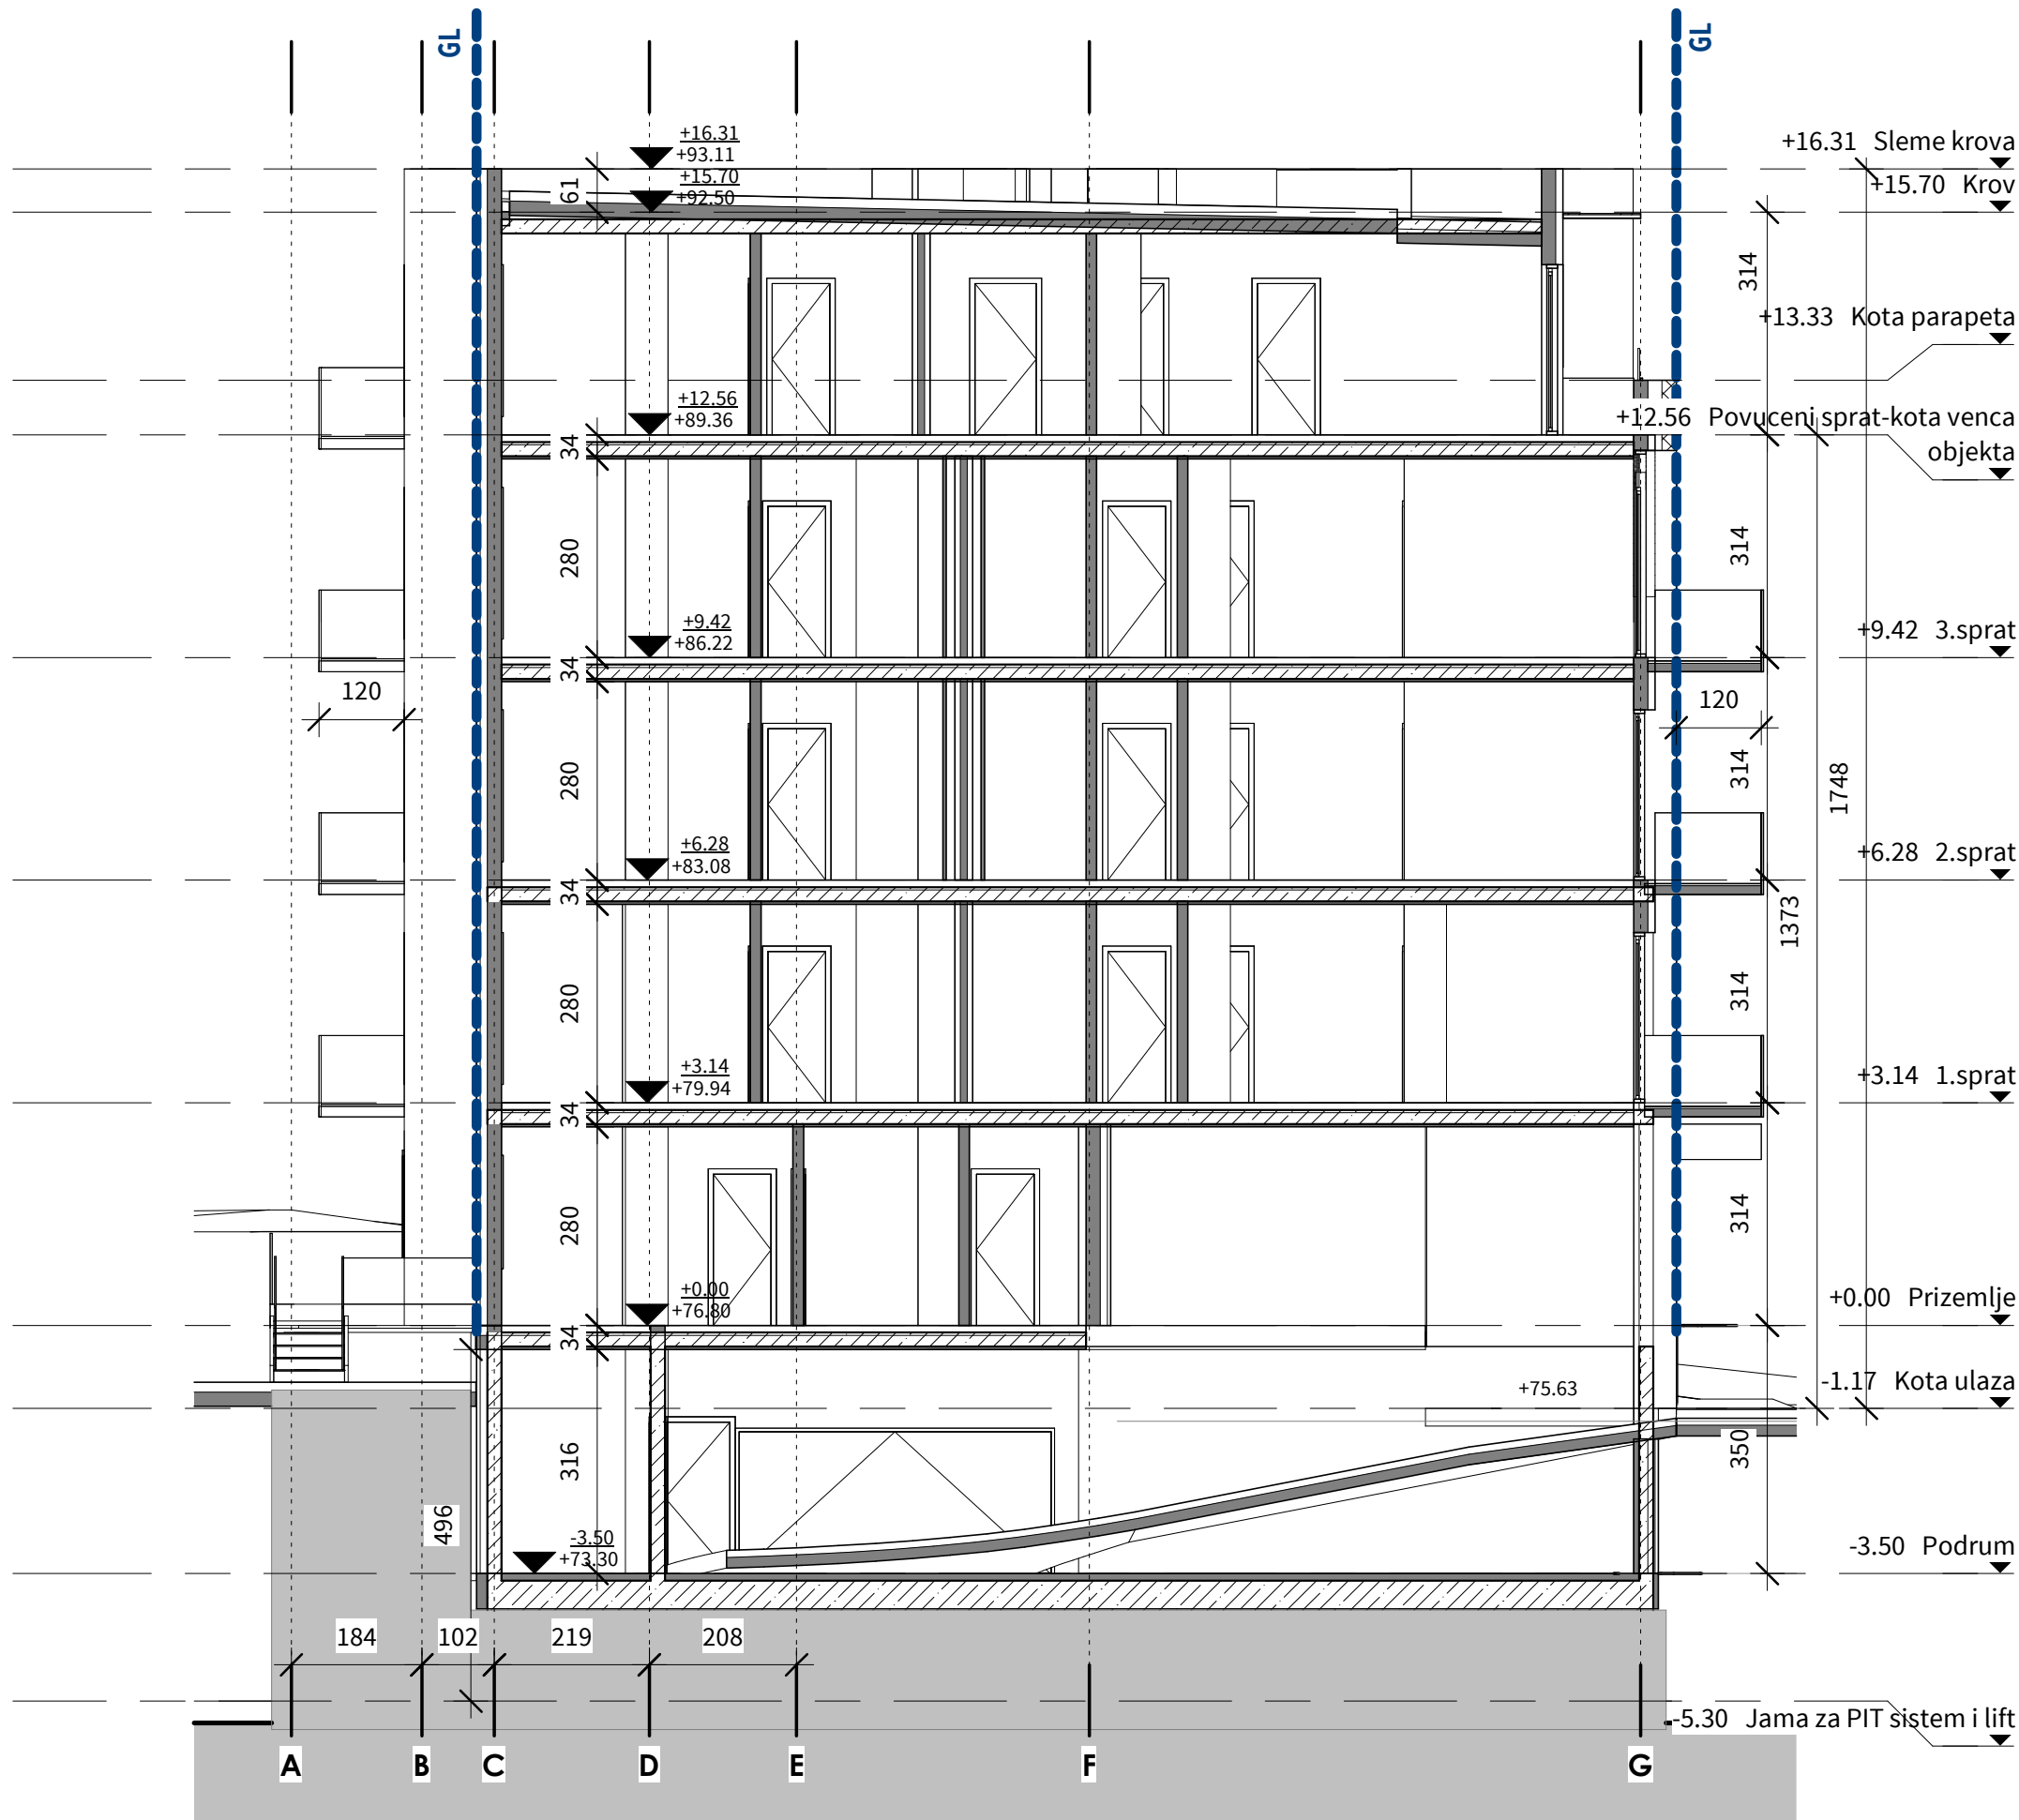 GL
GL
+16.31
+93.11
+15.70
+92.50
61
+16.31 Sleme krova
+15.70 Krov
314
+13.33 Kota parapeta
+12.56
+89.36
+12.56 Povuceni sprat-kota venca
objekta
34
280
314
+9.42
+86.22
+9.42 3.sprat
34
120
120
280
314
1748
+6.28
+83.08
+6.28 2.sprat
34
1373
280
314
+3.14
+79.94
+3.14 1.sprat
34
280
314
+0.00
+76.80
+0.00 Prizemlje
34
+75.63
-1.17 Kota ulaza
316
350
496
-3.50
+73.30
-3.50 Podrum
184
102
219
208
-5.30 Jama za PIT sistem i lift
A
B
C
D
E
F
G